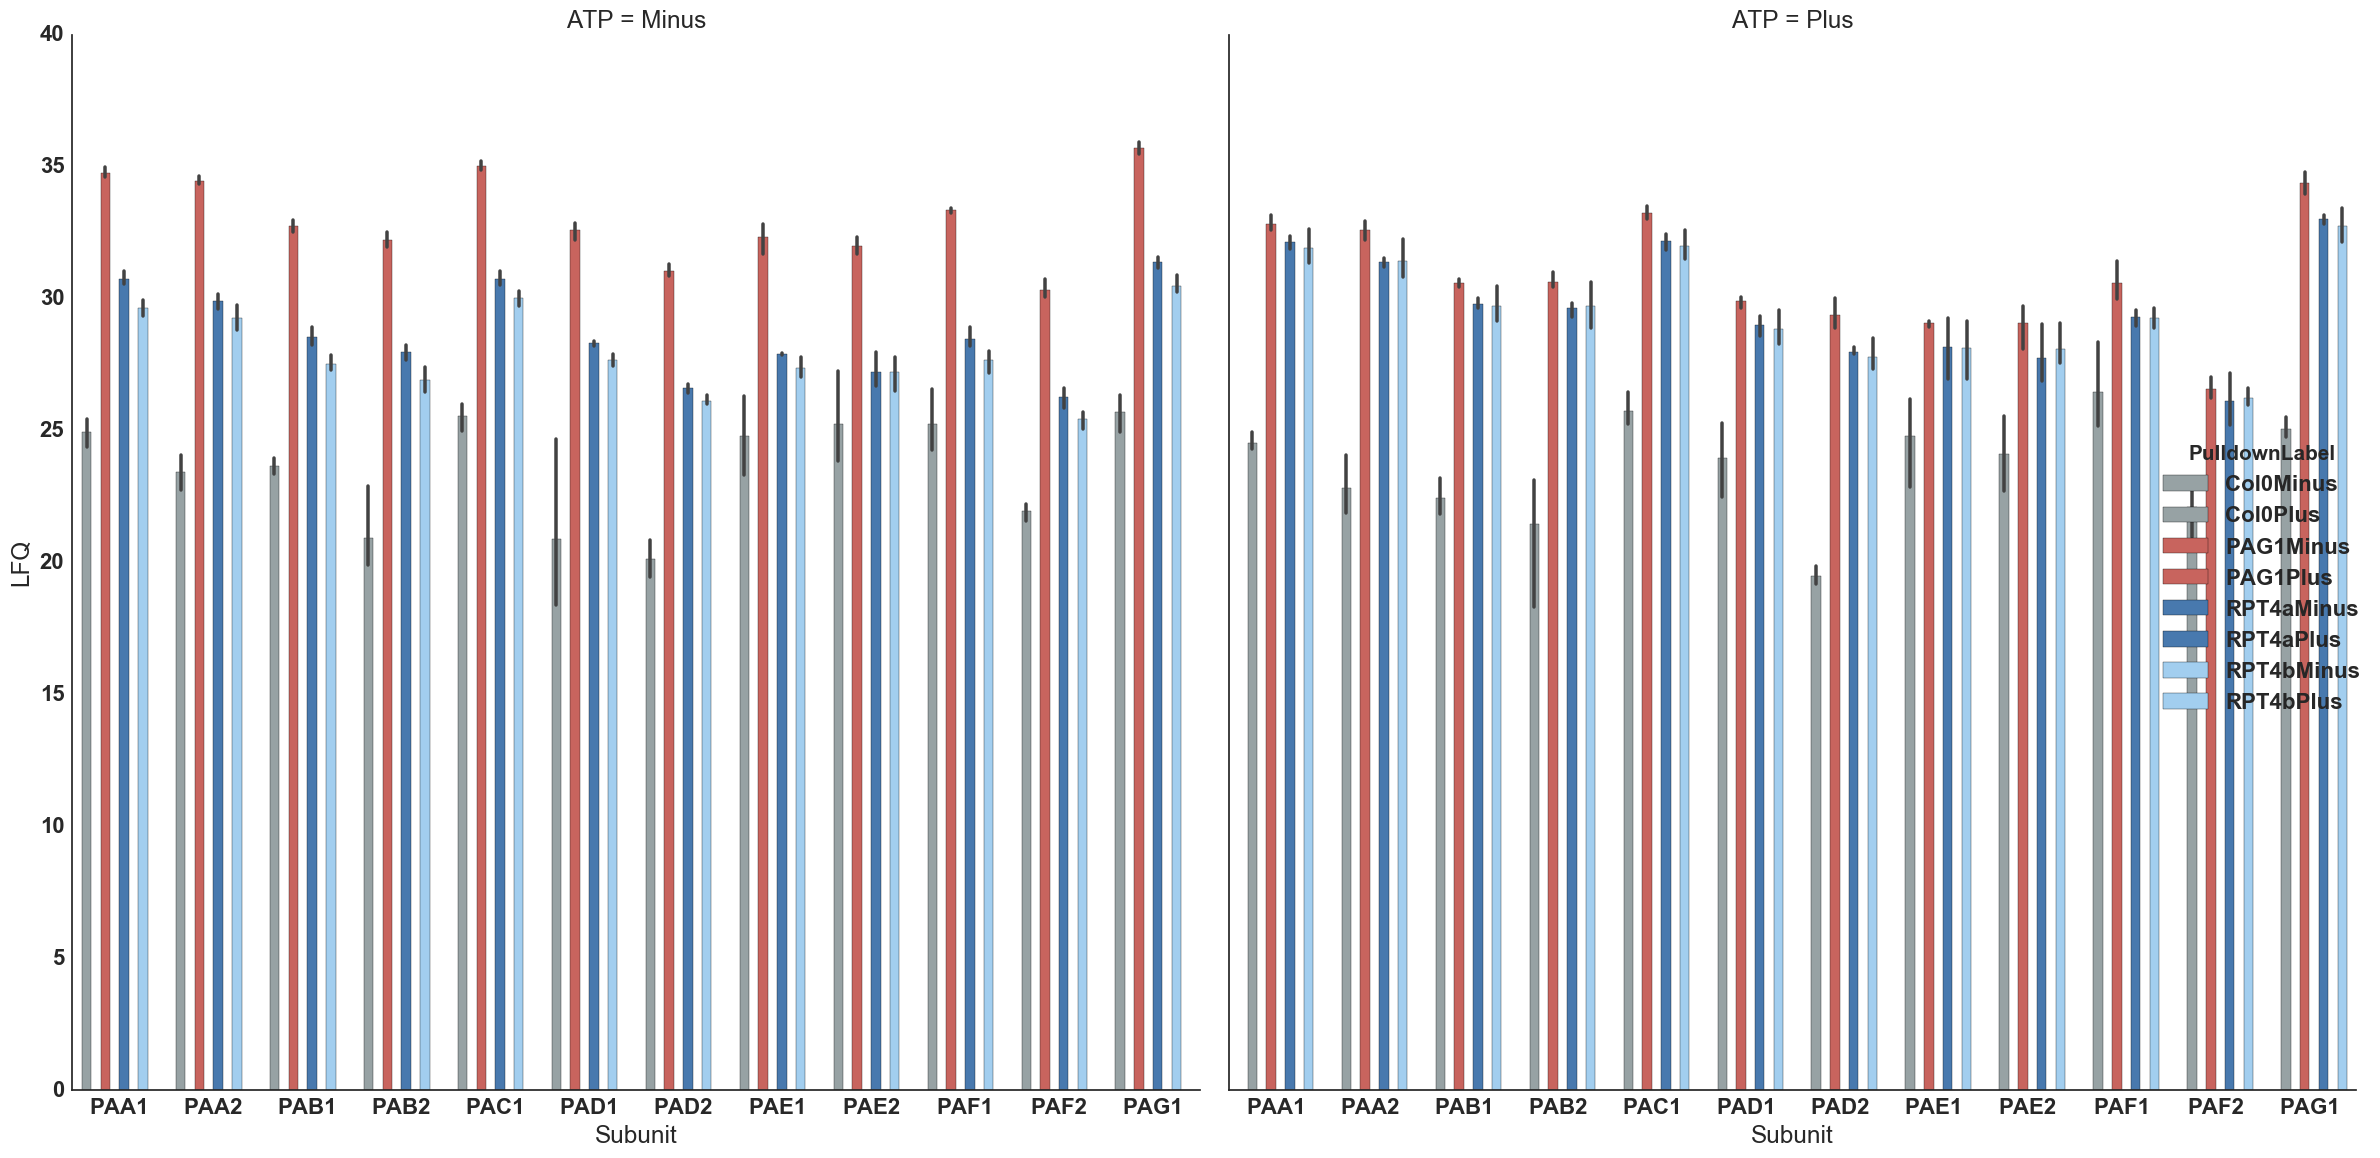 ATP = Minus
ATP = Plus
40
35
30
25
20
15
10
5
0
LFQ
PulldownLabel
Col0Minus
Col0Plus
PAG1Minus
PAG1Plus
RPT4aMinus
RPT4aPlus
RPT4bMinus
RPT4bPlus
PAA1 PAA2 PAB1 PAB2 PAC1 PAD1 PAD2 PAE1 PAE2 PAF1 PAF2 PAG1
PAA1 PAA2 PAB1 PAB2 PAC1 PAD1 PAD2 PAE1 PAE2 PAF1 PAF2 PAG1
Subunit
Subunit